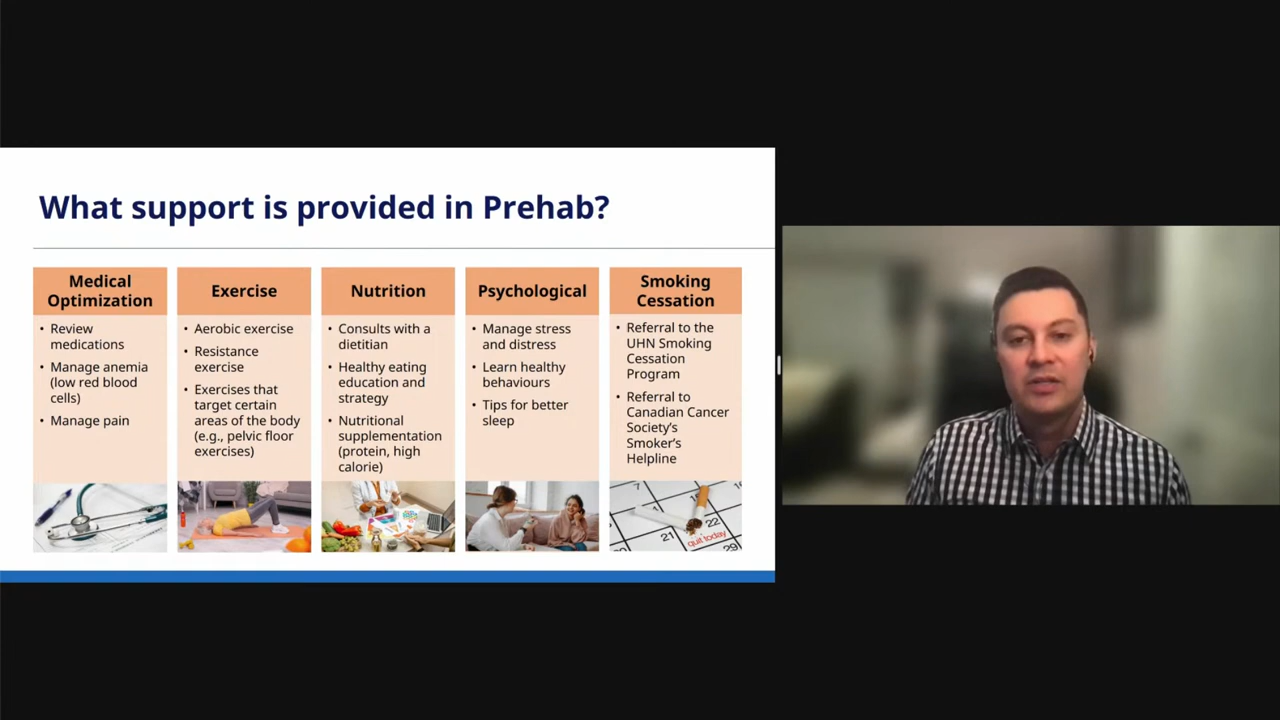 What support is provided in Prehab?
Medical
Optimization
• Review
medications
• Manage anemia
(low red blood
cells)
• Manage pain
Exercise
• Aerobic exercise
• Resistance
exercise
• Exercises that
target certain
areas of the body
(e.g., pelvic floor
exercises)
Nutrition
• Consults with a
dietitian
• Healthy eating
education and
strategy
• Nutritional
supplementation
(protein, high
calorie)
Psychological
• Manage stress
and distress
• Learn healthy
behaviours
• Tips for better
sleep
Smoking
Cessation
• Referral to the
UHN Smoking
Cessation
Program
• Referral to
Canadian Cancer
Society's
Smoker's
Helpline
7
21
22
quit today
29